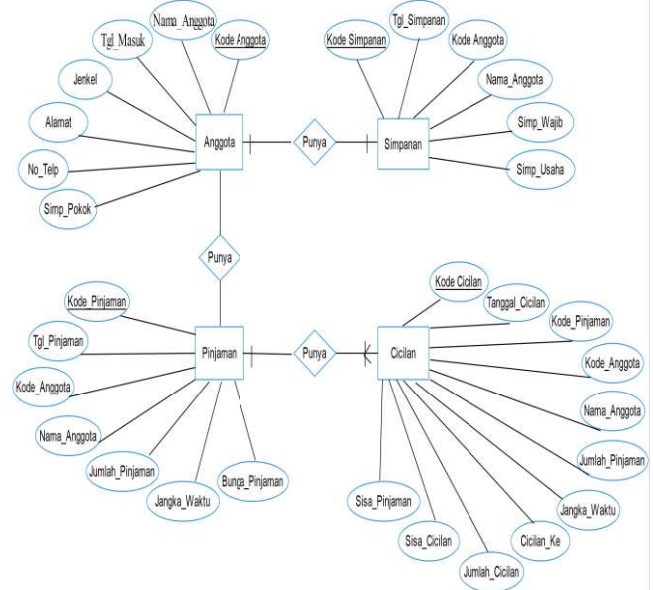 Nama_Anggota
Tgl_Simpanan
Tgl_Masuk
Kode Anggota
Kode Simpanan
Kode Anggota
Jenkel
Nama_Anggota
Alamat
Anggota
Punya
Simpanan
Simp_Wajib
No_Telp
Simp_Usaha
Simp_Pokok
Punya
Kode Cicilan
Kode_Pinjaman
Tanggal_Cicilan
Kode_Pinjaman
Tgl_Pinjaman
Pinjaman
Punya
Cicilan
Kode_Anggota
Kode_Anggota
Nama_Anggota
Nama_Anggota
Jumlah_Pinjaman
Jumlah_Pinjaman
Bunga_Pinjaman
Jangka_Waktu
Sisa_Pinjaman
Jangka_Waktu
Sisa_Cicilan
Cicilan_Ke
Jumlah_Cicilan